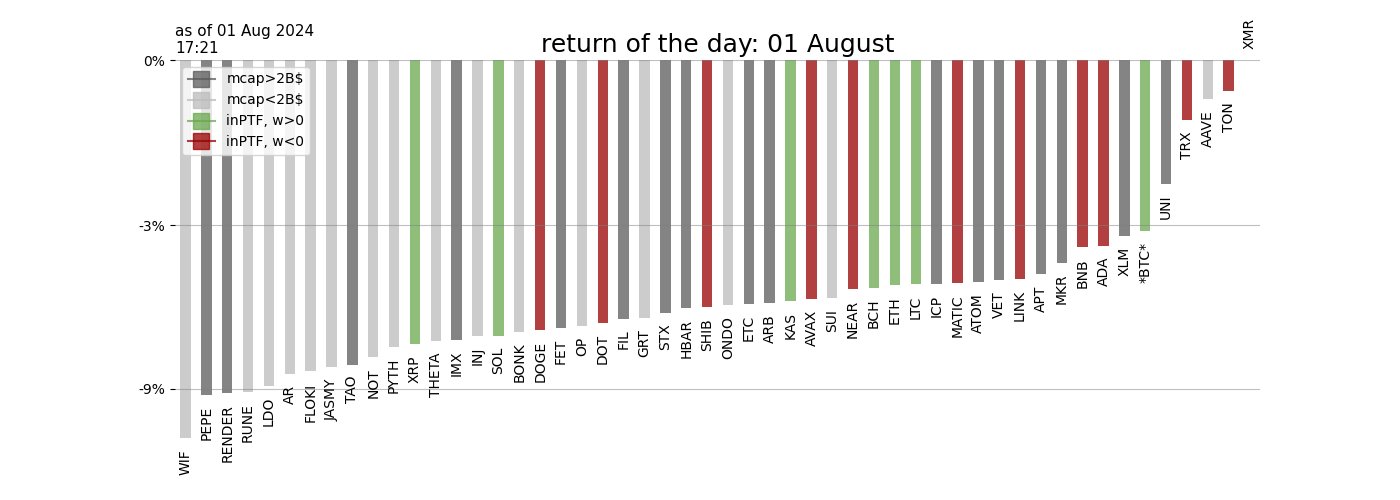 as of 01 Aug 2024
17:21
return of the day: 01 August
XMR
0%
-3%
-9%
mcap>2B$
mcap<2B$
inPTF, w>0
inPTF, w<0
WIF
PEPE
RENDER
RUNE
LDO
AR
FLOKI
JASMY
TAO
NOT
PYTH
XRP
THETA
IMX
INJ
SOL
BONK
DOGE
FET
OP
DOT
FIL
GRT
STX
HBAR
SHIB
ONDO
ETC
ARB
KAS
AVAX
SUI
NEAR
BCH
ETH
LTC
ICP
MATIC
ATOM
VET
LINK
APT
MKR
BNB
ADA
XLM
*BTC*
UNI
TRX
AAVE
TON